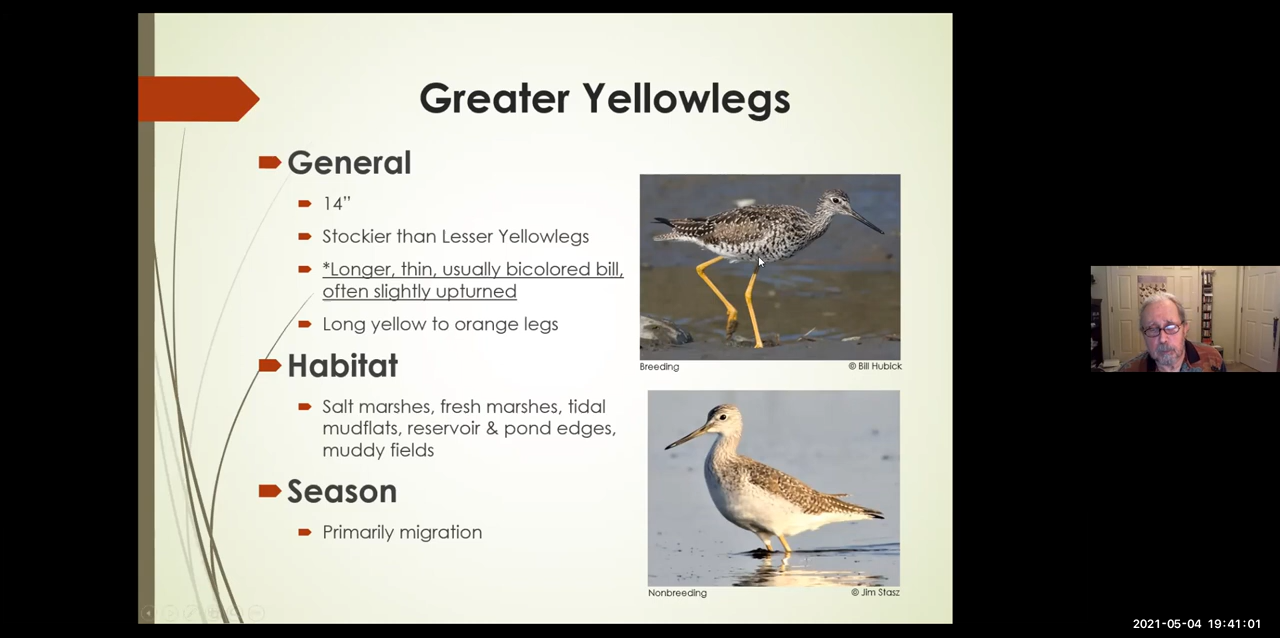 Greater Yellowlegs
General
14”
Stockier than Lesser Yellowlegs
*Longer, thin, usually bicolored bill,
often slightly upturned
Long yellow to orange legs
Habitat
Salt marshes, fresh marshes, tidal
mudflats, reservoir & pond edges,
muddy fields
Season
Primarily migration
Breeding
© Bill Hubick
Nonbreeding
© Jim Stasz
2021-05-04 19:41:01